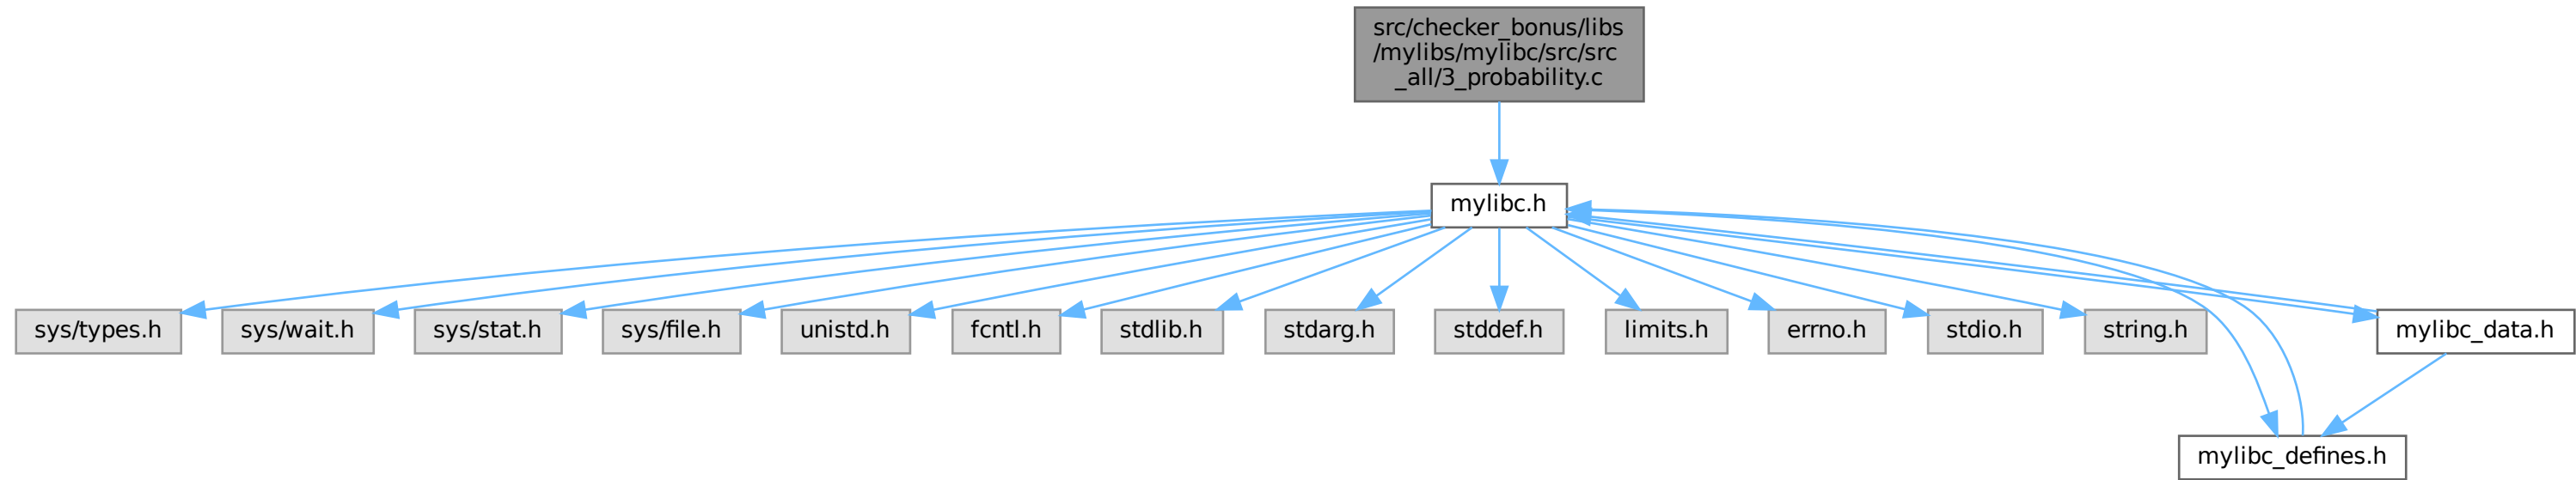 src/checker_bonus/libs
/mylibs/mylibc/src/src
_all/3_probability.c
mylibc.h
sys/types.h
sys/wait.h
sys/stat.h
sys/file.h
unistd.h
fcntl.h
stdlib.h
stdarg.h
stddef.h
limits.h
errno.h
stdio.h
string.h
mylibc_data.h
mylibc_defines.h